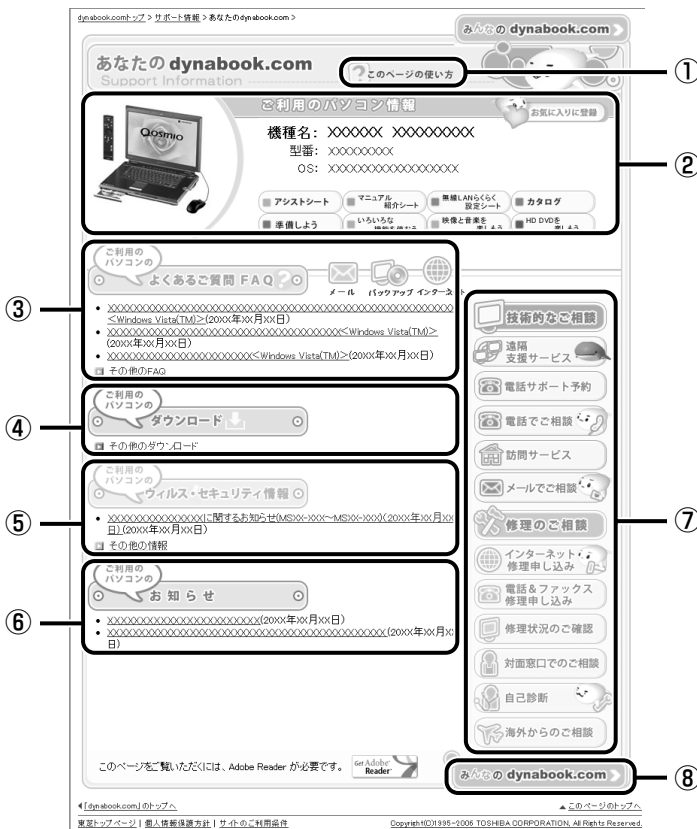 dynabook.comトップ > サポート情報 > あなたのdynabook.com >
みんなの dynabook.com
あなたの dynabook.com
Support Information
?このページの使い方
①
ご利用のパソコン情報
お気に入りに登録
Qosmio
機種名: XXXXXX XXXXXXXXX
型番: XXXXXXXXX
OS: XXXXXXXXXXXXXXXXXX
②
アシストシート
マニュアル紹介シート
無線LANらくらく設定シート
カタログ
準備しよう
いろいろな
映像と音楽を
HD DVDを
③
ご利用の
パソコンの
よくあるご質問 FAQ ?
メール バックアップ インターネット
<Windows Vista(TM)>(20XX年XX月XX日)
<Windows Vista(TM)>
(20XX年XX月XX日)
<Windows Vista(TM)>(20XX年XX月XX日)
その他のFAQ
④
ご利用の
パソコンの
ダウンロード
その他のダウンロード
⑤
ご利用の
パソコンの
ウィルス・セキュリティ情報
XXXXXXXXXXXXXXXに関するお知らせ(MSXX-XXX～MSXX-XXX)(20XX年XX月XX
日)(20XX年XX月XX日)
その他の情報
⑥
ご利用の
パソコンの
お知らせ
(20XX年XX月XX日)
(20XX年XX月XX
日)
技術的なご相談
遠隔
支援サービス
電話サポート予約
電話でご相談
訪問サービス
メールでご相談
⑦
修理のご相談
インターネット
修理申し込み
電話&ファックス
修理申し込み
修理状況のご確認
対面窓口でのご相談
自己診断
海外からのご相談
このページをご覧いただくには、Adobe Reader が必要です。
Get Adobe Reader
みんなの dynabook.com
⑧
「dynabook.com」のトップへ
このページのトップへ
東芝トップページ | 個人情報保護方針 | サイトのご利用条件
Copyright(C)1995-2006 TOSHIBA CORPORATION, All Rights Reserved.